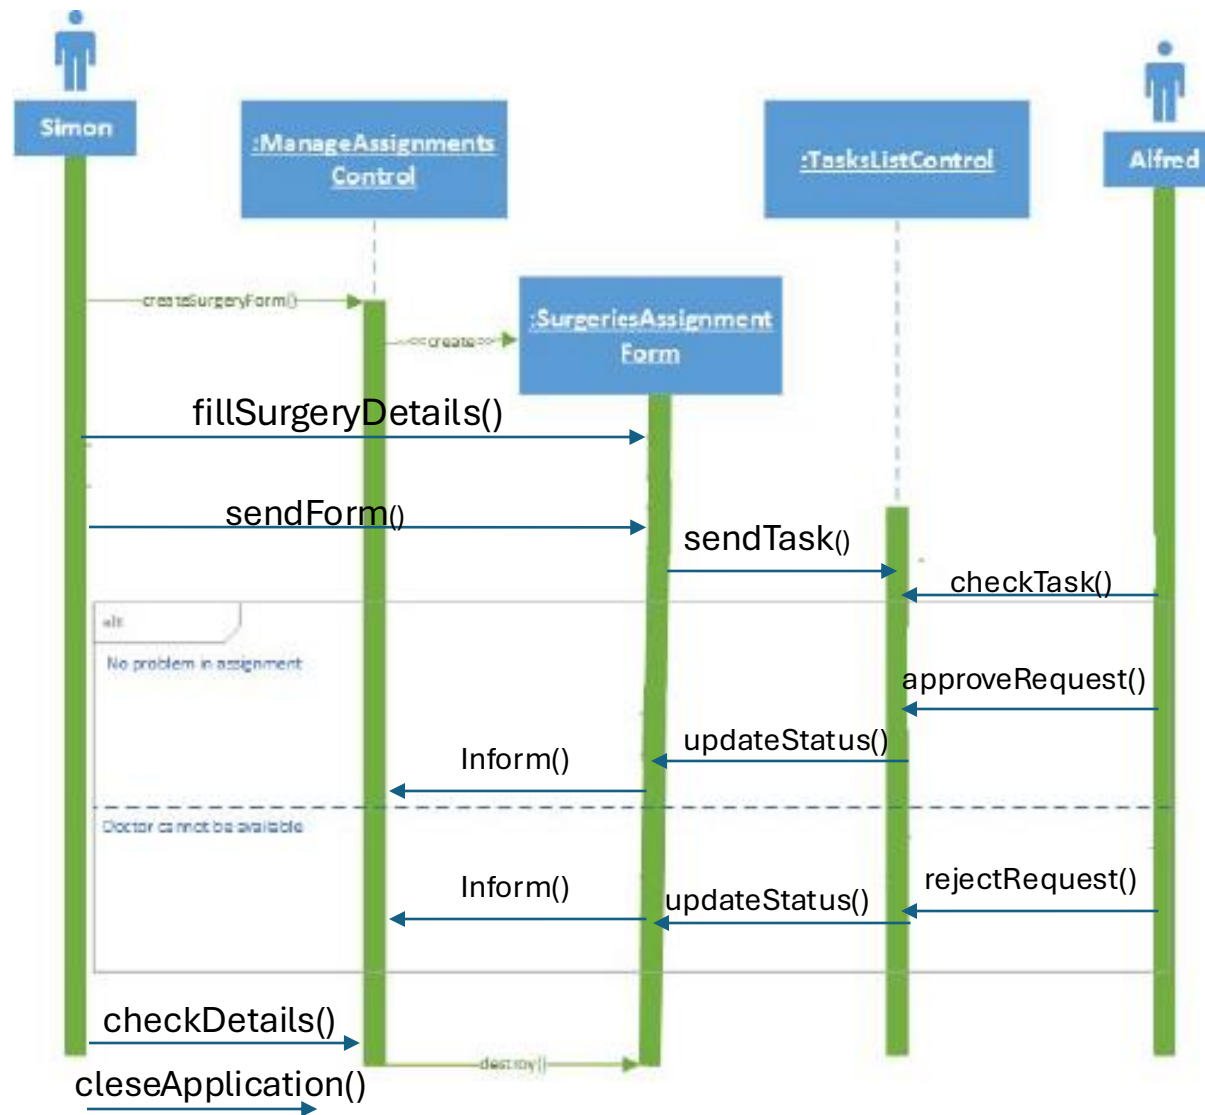 Simon
:ManageAssignments
Control
:TasksListControl
Alfred
createSurgeryForm()
<<create>>
:SurgeriesAssignment
Form
fillSurgeryDetails()
sendForm()
sendTask()
checkTask()
alt
No problem in assignment
approveRequest()
updateStatus()
Inform()
Doctor cannot be available
rejectRequest()
updateStatus()
Inform()
checkDetails()
destroy()
cleseApplication()